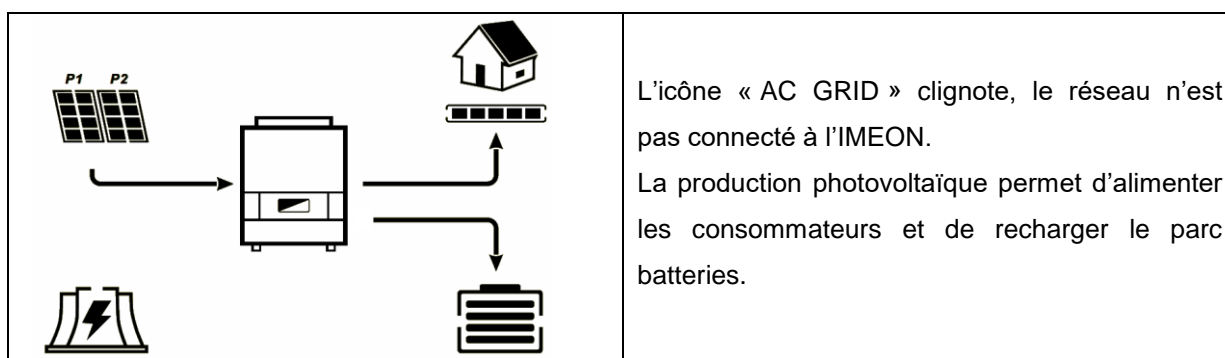 P1 P2
L’icône « AC GRID » clignote, le réseau n’est
pas connecté à l’IMEON.
La production photovoltaïque permet d’alimenter
les consommateurs et de recharger le parc
batteries.